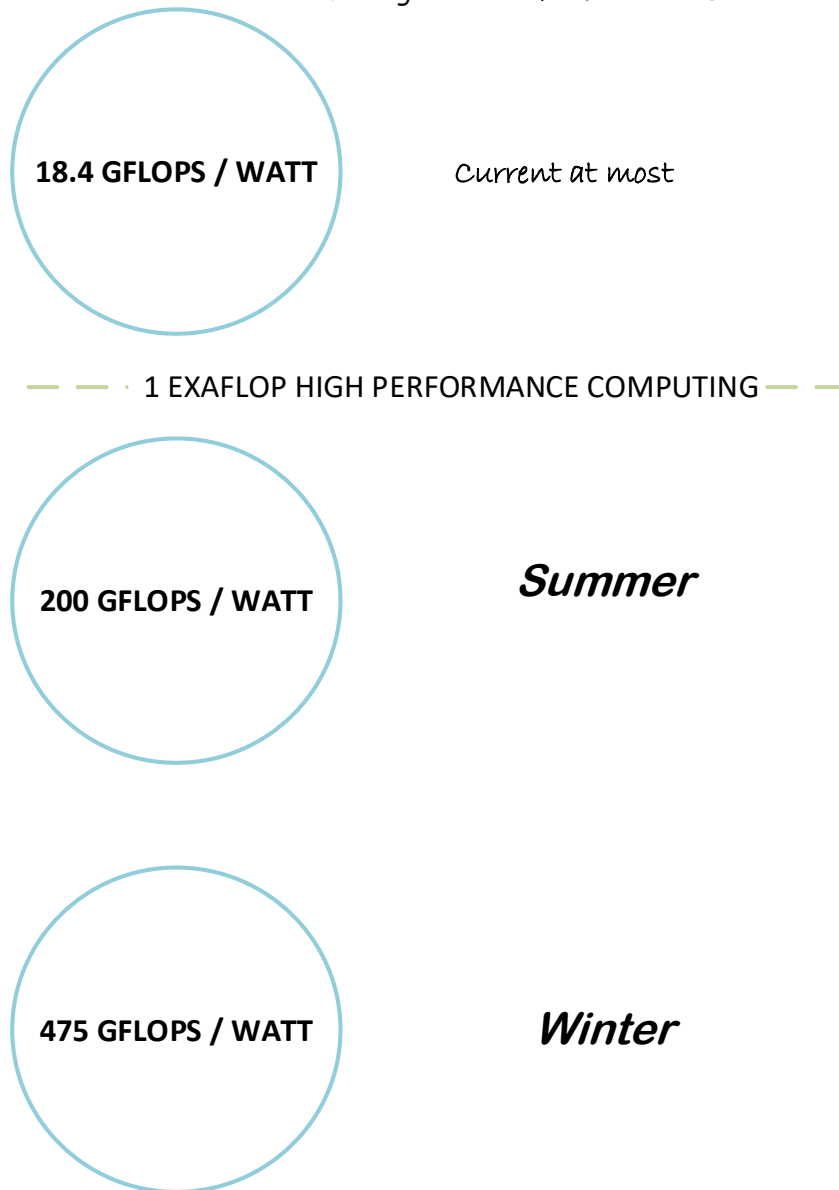 18.4 GFLOPS / WATT
Current at most
1 EXAFLOP HIGH PERFORMANCE COMPUTING
200 GFLOPS / WATT
Summer
475 GFLOPS / WATT
Winter